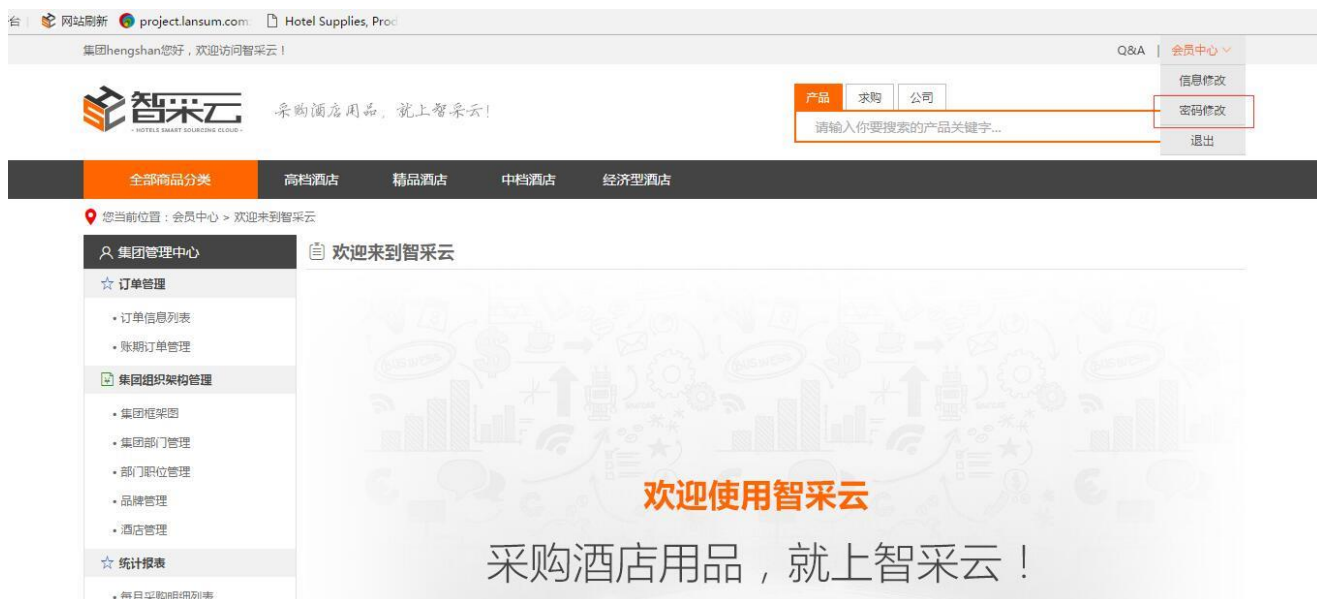 台 网站刷新 project.lansum.com: Hotel Supplies, Prod
集团hengshan您好，欢迎访问智采云！ Q&A | 会员中心
信息修改
密码修改
退出
智采云
- HOTELS SMART SOURCING CLOUD -
采购酒店用品，就上智采云!
产品 求购 公司
请输入你要搜索的产品关键字...
全部商品分类 高档酒店 精品酒店 中档酒店 经济型酒店
您当前位置：会员中心 > 欢迎来到智采云
集团管理中心
欢迎来到智采云
☆ 订单管理
• 订单信息列表
• 账期订单管理
集团组织架构管理
• 集团框架图
• 集团部门管理
• 部门职位管理
• 品牌管理
• 酒店管理
☆ 统计报表
• 每月采购明细列表
欢迎使用智采云
采购酒店用品，就上智采云！